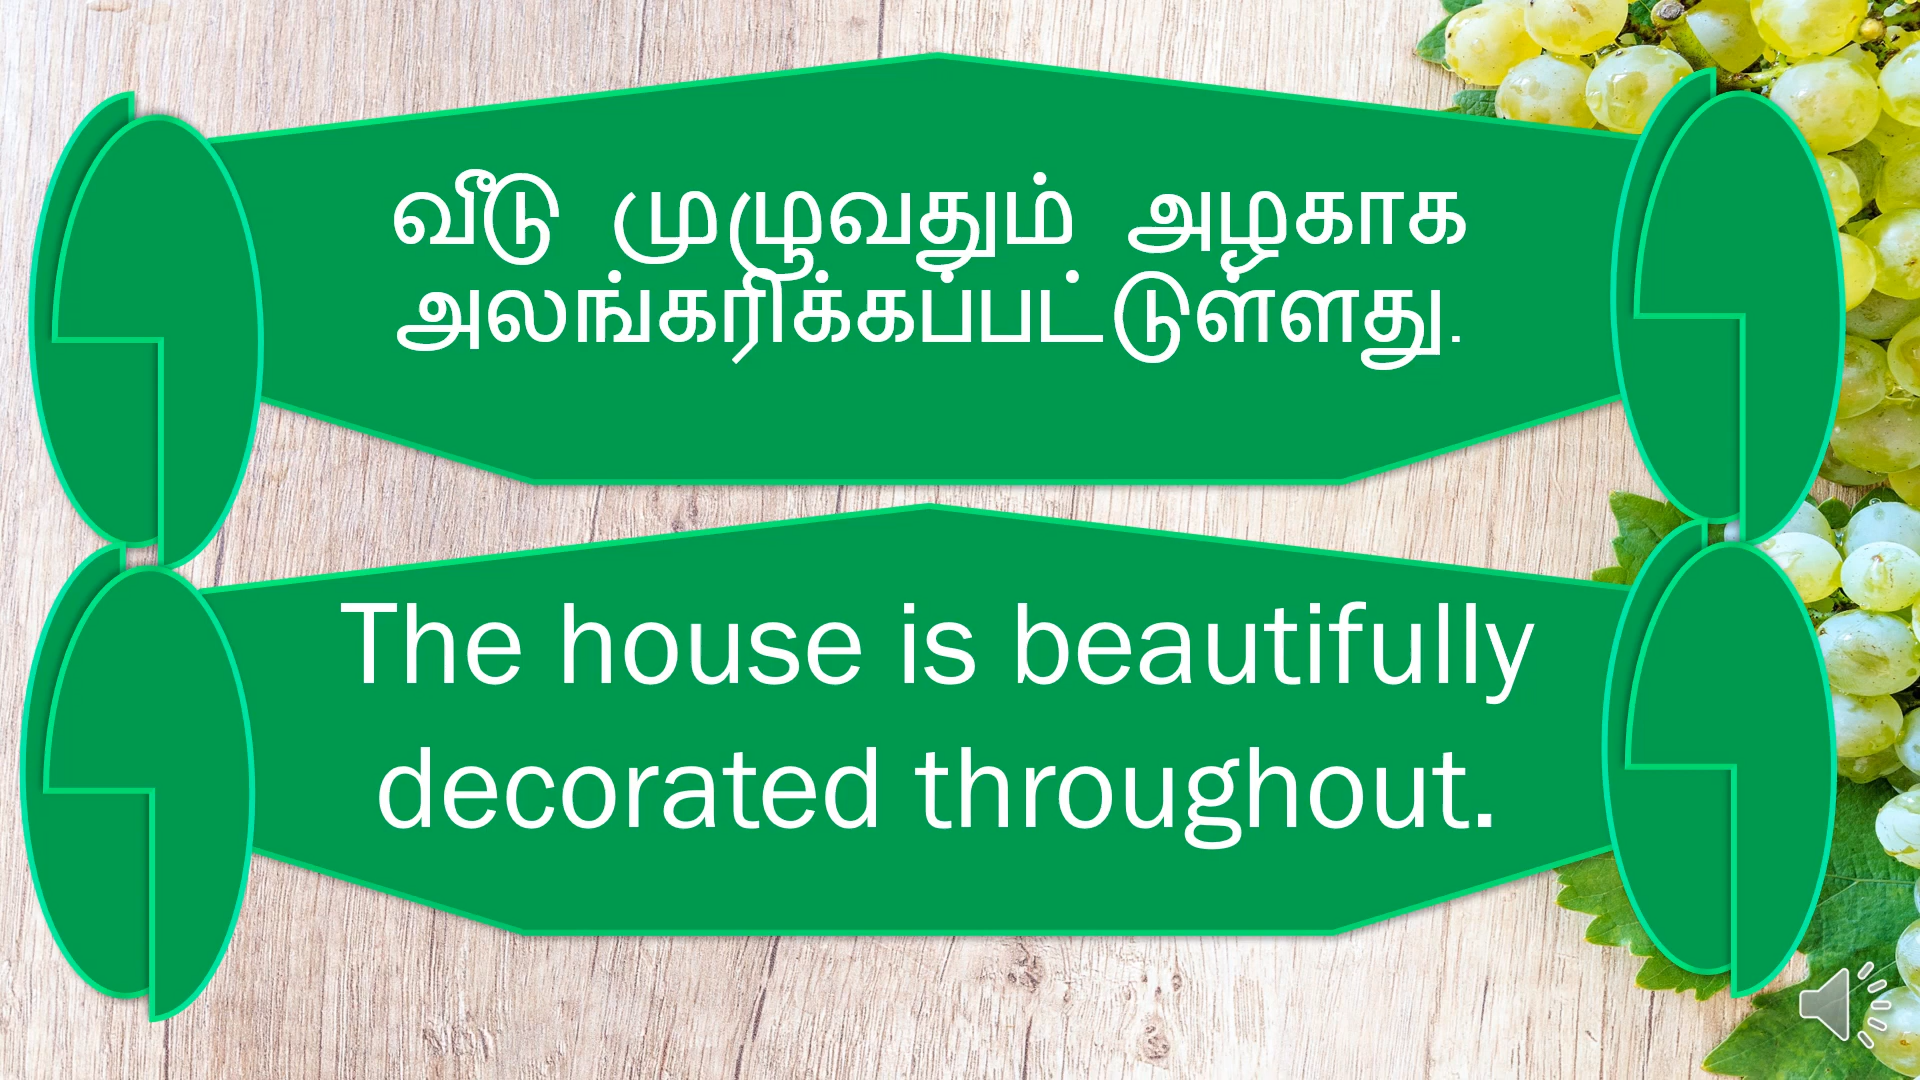 வீடு முழுவதும் அழகாக
அலங்கரிக்கப்பட்டுள்ளது.
The house is beautifully
decorated throughout.